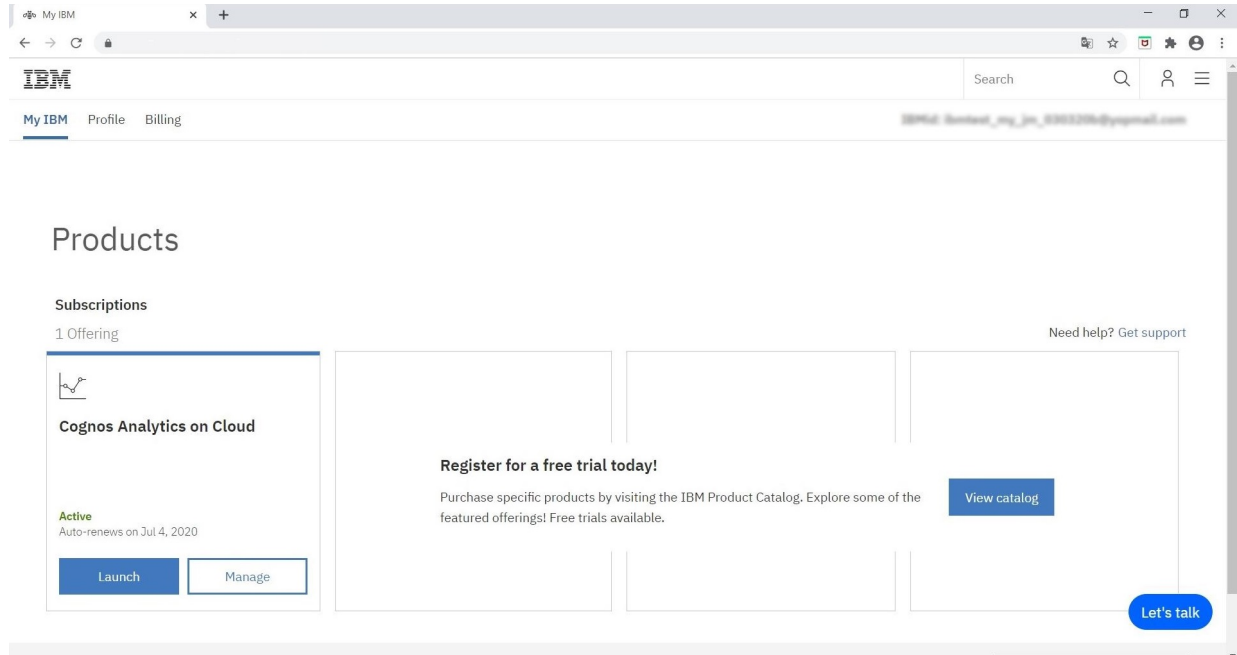 My IBM
IBM
Search
My IBM Profile Billing
Products
Subscriptions
1 Offering
Need help? Get support
Cognos Analytics on Cloud
Active
Auto-renews on Jul 4, 2020
Launch
Manage
Register for a free trial today!
Purchase specific products by visiting the IBM Product Catalog. Explore some of the
featured offerings! Free trials available.
View catalog
Let's talk